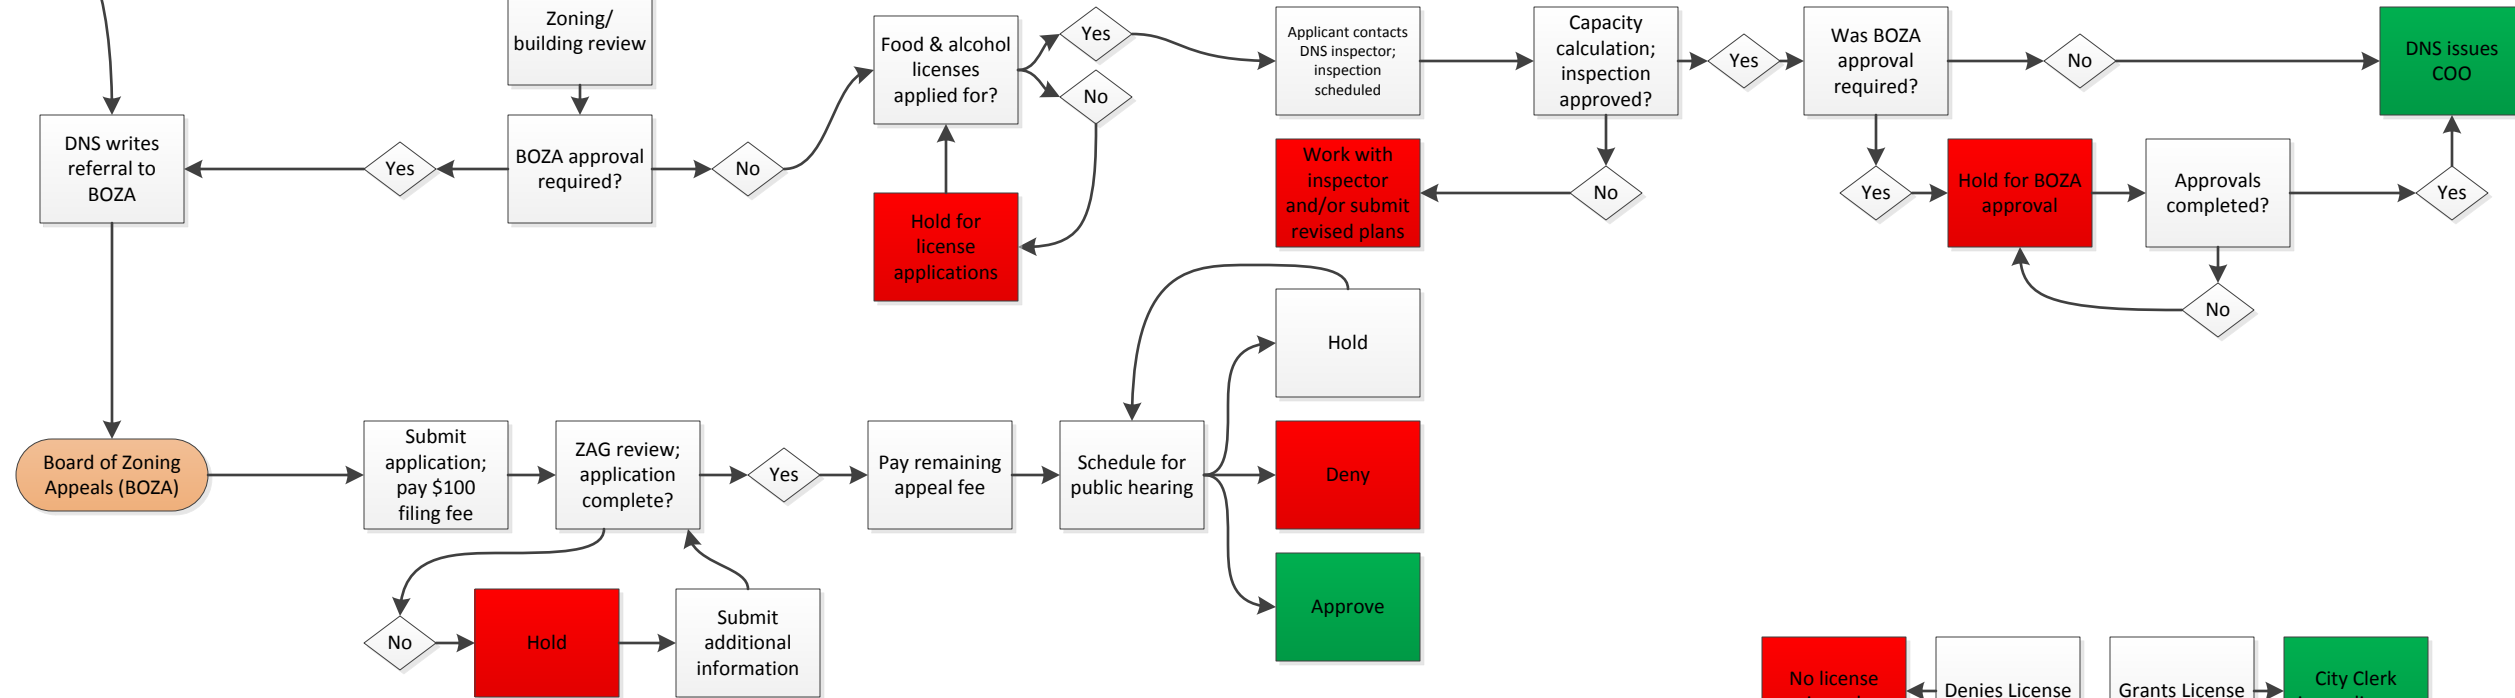 Zoning/
building review
Food & alcohol
licenses
applied for?
Yes
No
Applicant contacts
DNS inspector;
inspection
scheduled
Capacity
calculation;
inspection
approved?
Yes
Was BOZA
approval
required?
No
DNS issues
COO
DNS writes
referral to
BOZA
Yes
BOZA approval
required?
No
Hold for
license
applications
Work with
inspector
and/or submit
revised plans
No
Yes
Hold for BOZA
approval
Approvals
completed?
Yes
No
Hold
Board of Zoning
Appeals (BOZA)
Submit
application;
pay $100
filing fee
ZAG review;
application
complete?
Yes
Pay remaining
appeal fee
Schedule for
public hearing
Deny
Approve
No
Hold
Submit
additional
information
No license
Denies License
Grants License
City Clerk